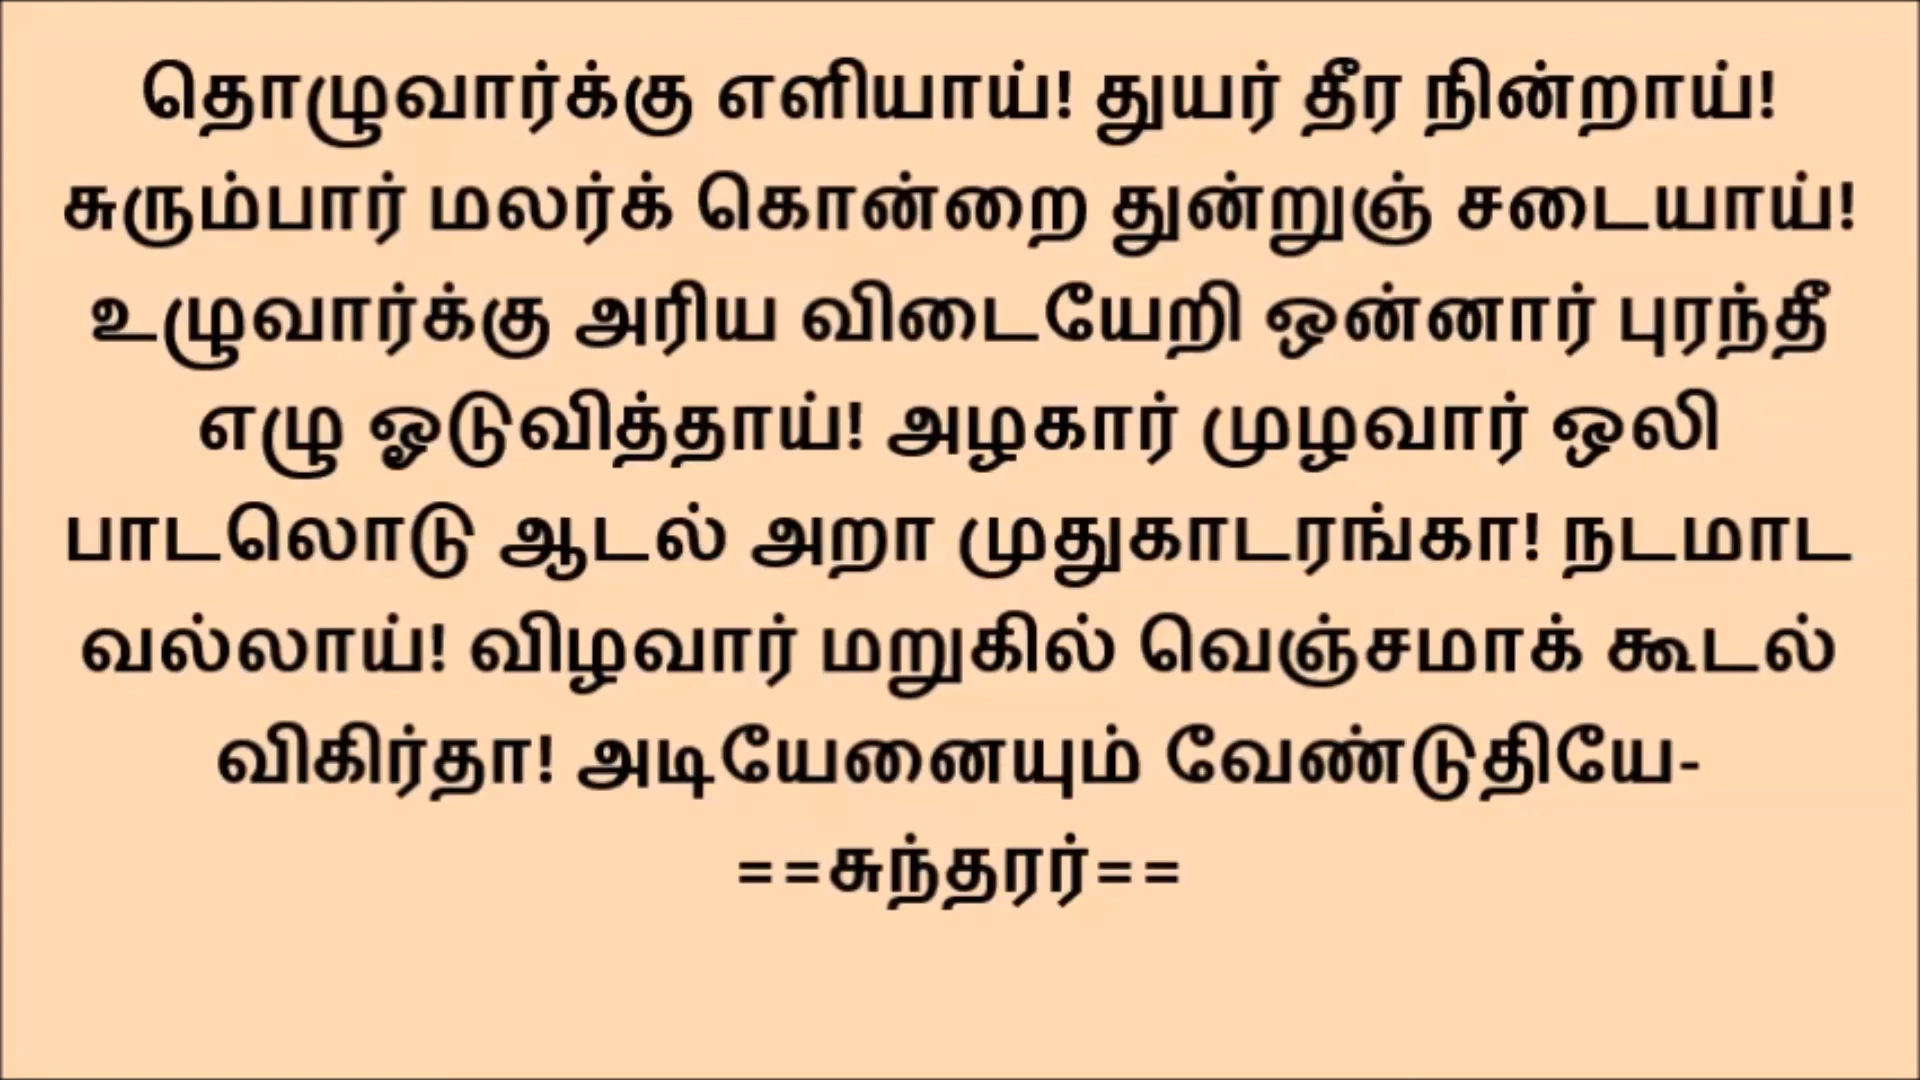 தொழுவார்க்கு எளியாய்! துயர் தீர நின்றாய்!
சுரும்பார் மலர்க் கொன்றை துன்றுஞ் சடையாய்!
உழுவார்க்கு அரிய விடையேறி ஒன்னார் புரந்தீ
எழு ஓடுவித்தாய்! அழகார் முழவார் ஒலி
பாடலொடு ஆடல் அறா முதுகாடரங்கா! நடமாட
வல்லாய்! விழவார் மறுகில் வெஞ்சமாக் கூடல்
விகிர்தா! அடியேனையும் வேண்டுதியே-
==சுந்தரர்==